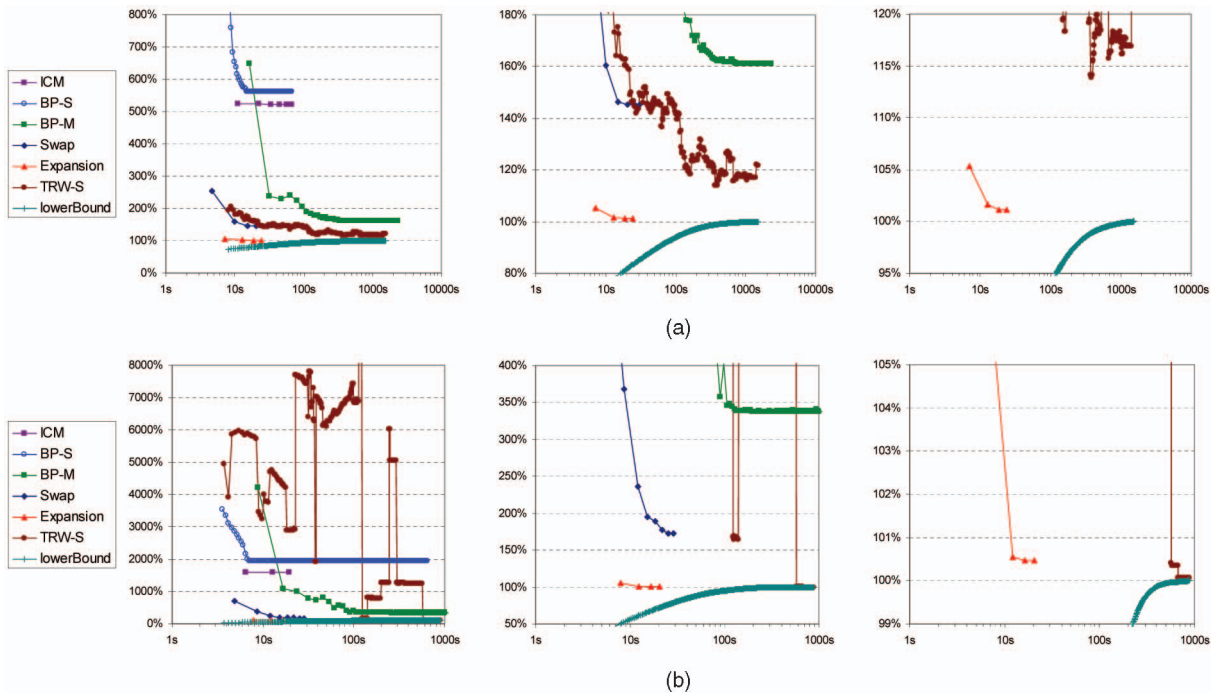 800%
700%
600%
500%
400%
300%
200%
100%
0%
1s 10s 100s 1000s 10000s
ICM
BP-S
BP-M
Swap
Expansion
TRW-S
lowerBound
180%
160%
140%
120%
100%
80%
1s 10s 100s 1000s 10000s
120%
115%
110%
105%
100%
95%
1s 10s 100s 1000s 10000s
(a)
8000%
7000%
6000%
5000%
4000%
3000%
2000%
1000%
0%
1s 10s 100s 1000s
ICM
BP-S
BP-M
Swap
Expansion
TRW-S
lowerBound
400%
350%
300%
250%
200%
150%
100%
50%
1s 10s 100s 1000s
105%
104%
103%
102%
101%
100%
99%
1s 10s 100s 1000s
(b)